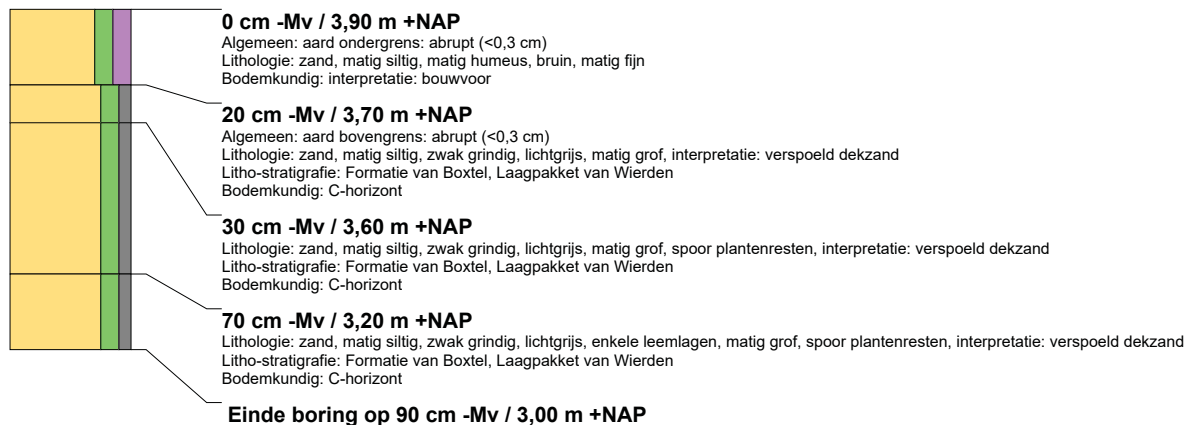 0 cm -Mv / 3,90 m +NAP
Algemeen: aard ondergrens: abrupt (<0,3 cm)
Lithologie: zand, matig siltig, matig humeus, bruin, matig fijn
Bodemkundig: interpretatie: bouwvoor
20 cm -Mv / 3,70 m +NAP
Algemeen: aard bovengrens: abrupt (<0,3 cm)
Lithologie: zand, matig siltig, zwak grindig, lichtgrijs, matig grof, interpretatie: verspoeld dekzand
Litho-stratigrafie: Formatie van Boxtel, Laagpakket van Wierden
Bodemkundig: C-horizont
30 cm -Mv / 3,60 m +NAP
Lithologie: zand, matig siltig, zwak grindig, lichtgrijs, matig grof, spoor plantenresten, interpretatie: verspoeld dekzand
Litho-stratigrafie: Formatie van Boxtel, Laagpakket van Wierden
Bodemkundig: C-horizont
70 cm -Mv / 3,20 m +NAP
Lithologie: zand, matig siltig, zwak grindig, lichtgrijs, enkele leemlagen, matig grof, spoor plantenresten, interpretatie: verspoeld dekzand
Litho-stratigrafie: Formatie van Boxtel, Laagpakket van Wierden
Bodemkundig: C-horizont
Einde boring op 90 cm -Mv / 3,00 m +NAP